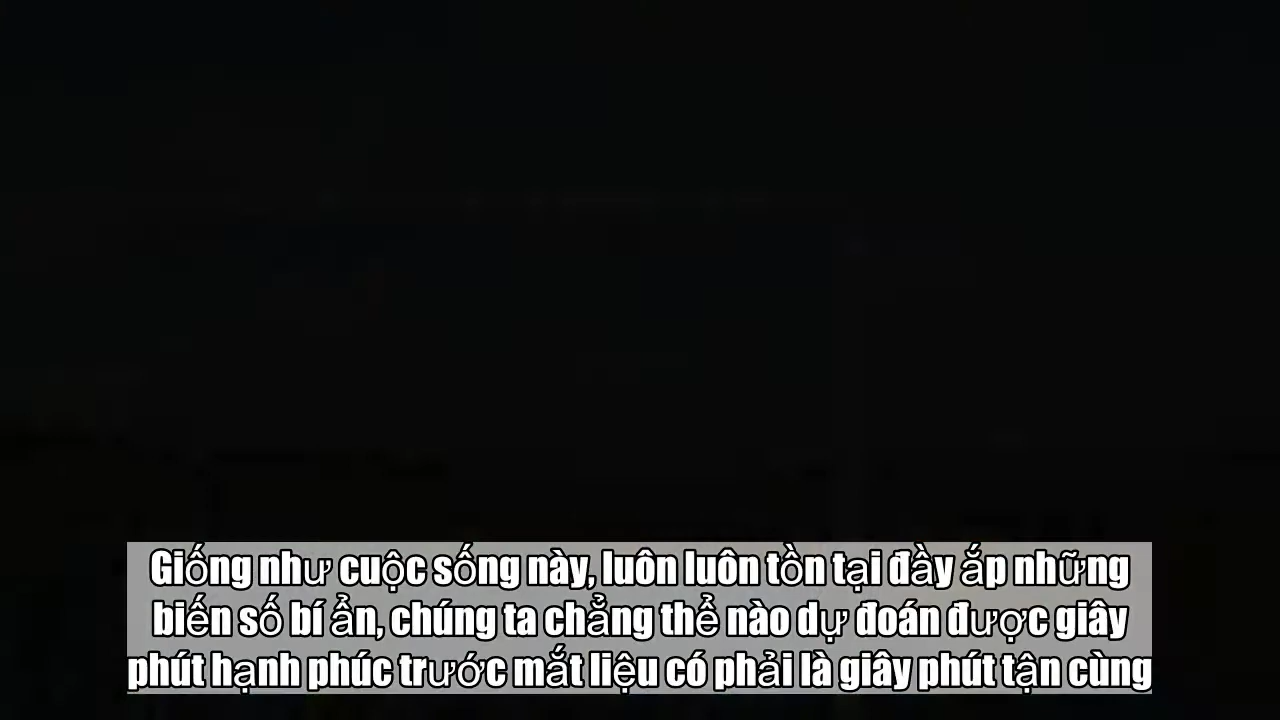 Giống như cuộc sống này, luôn luôn tồn tại đầy ắp những
biến số bí ẩn, chúng ta chẳng thể nào dự đoán được giây
phút hạnh phúc trước mắt liệu có phải là giây phút tận cùng